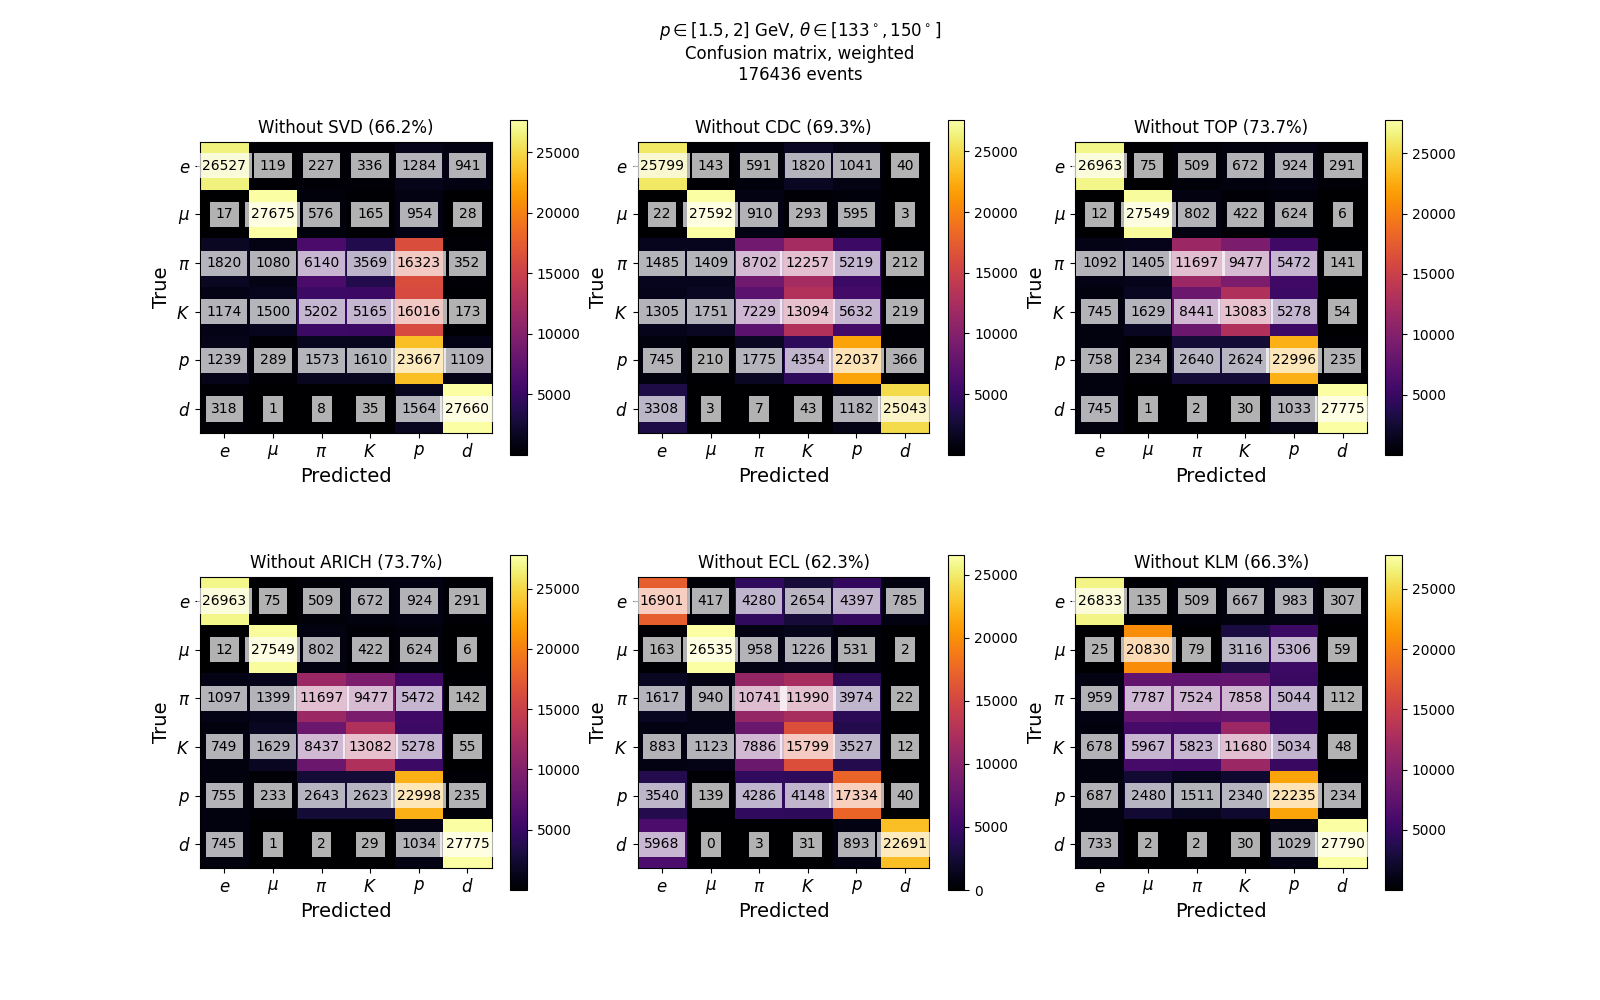 p ∈ [1.5, 2] GeV, θ ∈ [133°, 150°]
Confusion matrix, weighted
176436 events
Without SVD (66.2%)
e 26527 119 227 336 1284 941
μ 17 27675 576 165 954 28
π 1820 1080 6140 3569 16323 352
K 1174 1500 5202 5165 16016 173
p 1239 289 1573 1610 23667 1109
d 318 1 8 35 1564 27660
e μ π K p d
Predicted
True
25000
20000
15000
10000
5000
Without CDC (69.3%)
e 25799 143 591 1820 1041 40
μ 22 27592 910 293 595 3
π 1485 1409 8702 12257 5219 212
K 1305 1751 7229 13094 5632 219
p 745 210 1775 4354 22037 366
d 3308 3 7 43 1182 25043
e μ π K p d
Predicted
True
25000
20000
15000
10000
5000
Without TOP (73.7%)
e 26963 75 509 672 924 291
μ 12 27549 802 422 624 6
π 1092 1405 11697 9477 5472 141
K 745 1629 8441 13083 5278 54
p 758 234 2640 2624 22996 235
d 745 1 2 30 1033 27775
e μ π K p d
Predicted
True
25000
20000
15000
10000
5000
Without ARICH (73.7%)
e 26963 75 509 672 924 291
μ 12 27549 802 422 624 6
π 1097 1399 11697 9477 5472 142
K 749 1629 8437 13082 5278 55
p 755 233 2643 2623 22998 235
d 745 1 2 29 1034 27775
e μ π K p d
Predicted
True
25000
20000
15000
10000
5000
Without ECL (62.3%)
e 16901 417 4280 2654 4397 785
μ 163 26535 958 1226 531 2
π 1617 940 10741 11990 3974 22
K 883 1123 7886 15799 3527 12
p 3540 139 4286 4148 17334 40
d 5968 0 3 31 893 22691
e μ π K p d
Predicted
True
25000
20000
15000
10000
5000
0
Without KLM (66.3%)
e 26833 135 509 667 983 307
μ 25 20830 79 3116 5306 59
π 959 7787 7524 7858 5044 112
K 678 5967 5823 11680 5034 48
p 687 2480 1511 2340 22235 234
d 733 2 2 30 1029 27790
e μ π K p d
Predicted
True
25000
20000
15000
10000
5000